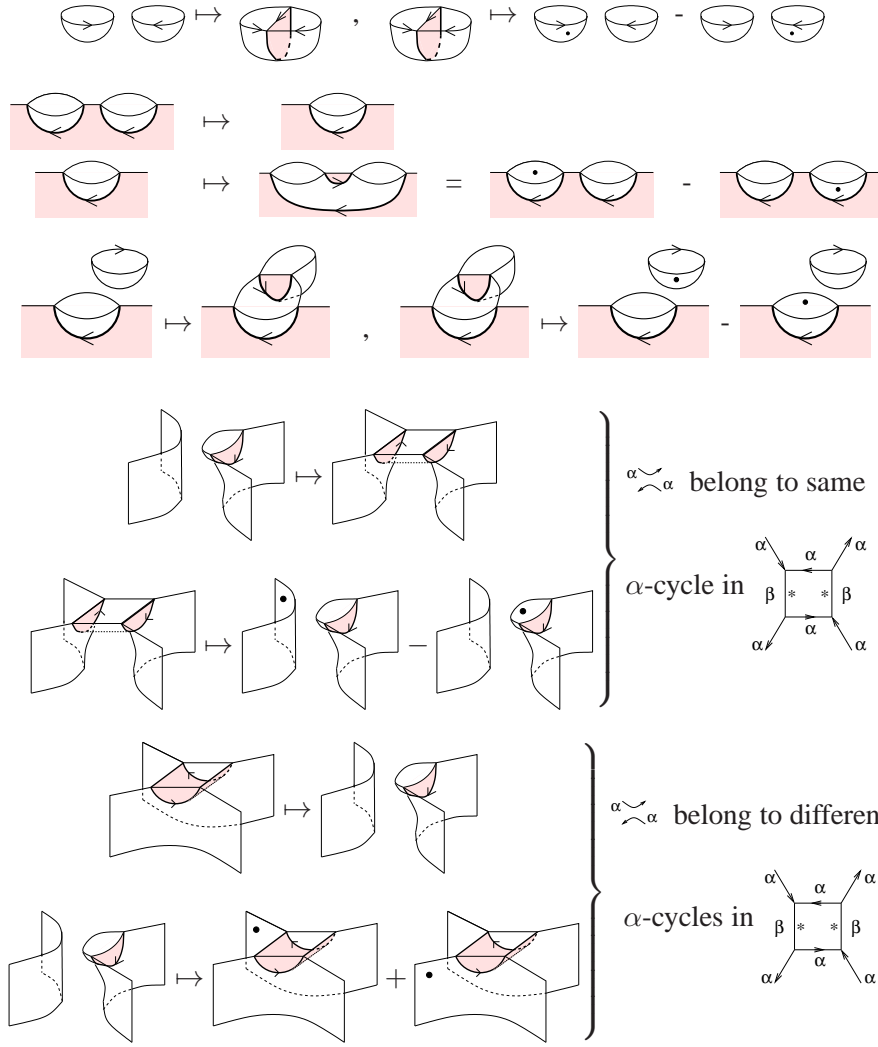 ↦ , ↦ -
↦
↦ = -
↦ , ↦ -
↦
α α belong to same
α-cycle in
α α α β * * β α α α
↦ −
↦
α α belong to differen
α-cycles in
α α α β * * β α α α
↦ +